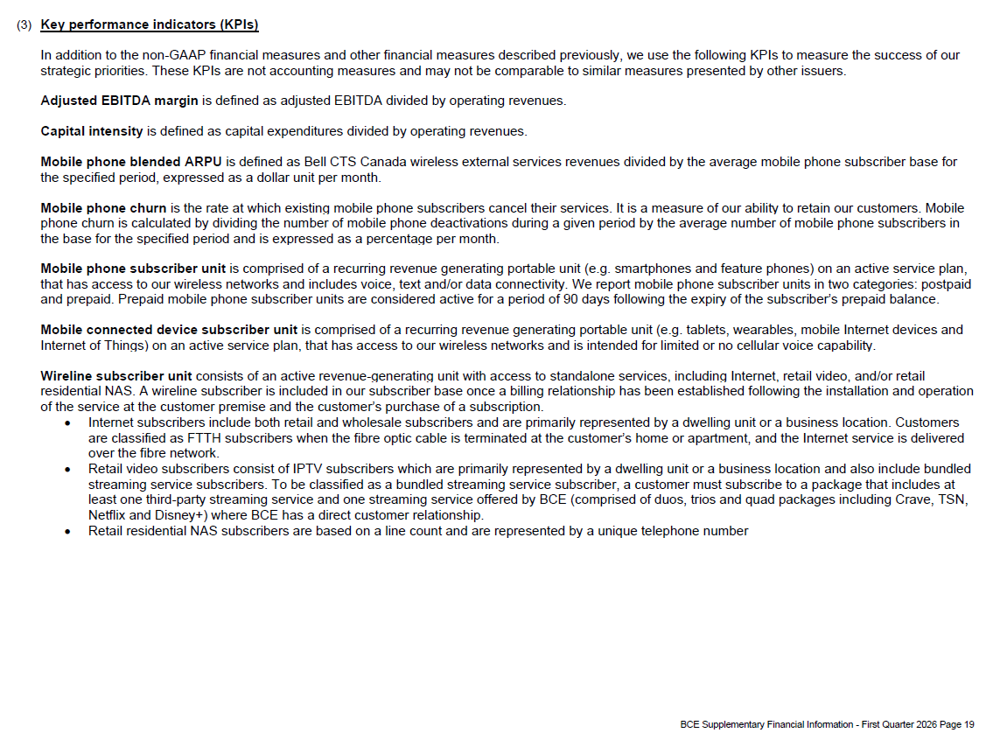 (3) Key performance indicators (KPIs)
In addition to the non-GAAP financial measures and other financial measures described previously, we use the following KPIs to measure the success of our
strategic priorities. These KPIs are not accounting measures and may not be comparable to similar measures presented by other issuers.
Adjusted EBITDA margin is defined as adjusted EBITDA divided by operating revenues.
Capital intensity is defined as capital expenditures divided by operating revenues.
Mobile phone blended ARPU is defined as Bell CTS Canada wireless external services revenues divided by the average mobile phone subscriber base for
the specified period, expressed as a dollar unit per month.
Mobile phone churn is the rate at which existing mobile phone subscribers cancel their services. It is a measure of our ability to retain our customers. Mobile
phone churn is calculated by dividing the number of mobile phone deactivations during a given period by the average number of mobile phone subscribers in
the base for the specified period and is expressed as a percentage per month.
Mobile phone subscriber unit is comprised of a recurring revenue generating portable unit (e.g. smartphones and feature phones) on an active service plan,
that has access to our wireless networks and includes voice, text and/or data connectivity. We report mobile phone subscriber units in two categories: postpaid
and prepaid. Prepaid mobile phone subscriber units are considered active for a period of 90 days following the expiry of the subscriber's prepaid balance.
Mobile connected device subscriber unit is comprised of a recurring revenue generating portable unit (e.g. tablets, wearables, mobile Internet devices and
Internet of Things) on an active service plan, that has access to our wireless networks and is intended for limited or no cellular voice capability.
Wireline subscriber unit consists of an active revenue-generating unit with access to standalone services, including Internet, retail video, and/or retail
residential NAS. A wireline subscriber is included in our subscriber base once a billing relationship has been established following the installation and operation
of the service at the customer premise and the customer's purchase of a subscription.
• Internet subscribers include both retail and wholesale subscribers and are primarily represented by a dwelling unit or a business location. Customers
are classified as FTTH subscribers when the fibre optic cable is terminated at the customer's home or apartment, and the Internet service is delivered
over the fibre network.
• Retail video subscribers consist of IPTV subscribers which are primarily represented by a dwelling unit or a business location and also include bundled
streaming service subscribers. To be classified as a bundled streaming service subscriber, a customer must subscribe to a package that includes at
least one third-party streaming service and one streaming service offered by BCE (comprised of duos, trios and quad packages including Crave, TSN,
Netflix and Disney+) where BCE has a direct customer relationship.
• Retail residential NAS subscribers are based on a line count and are represented by a unique telephone number
BCE Supplementary Financial Information - First Quarter 2026 Page 19